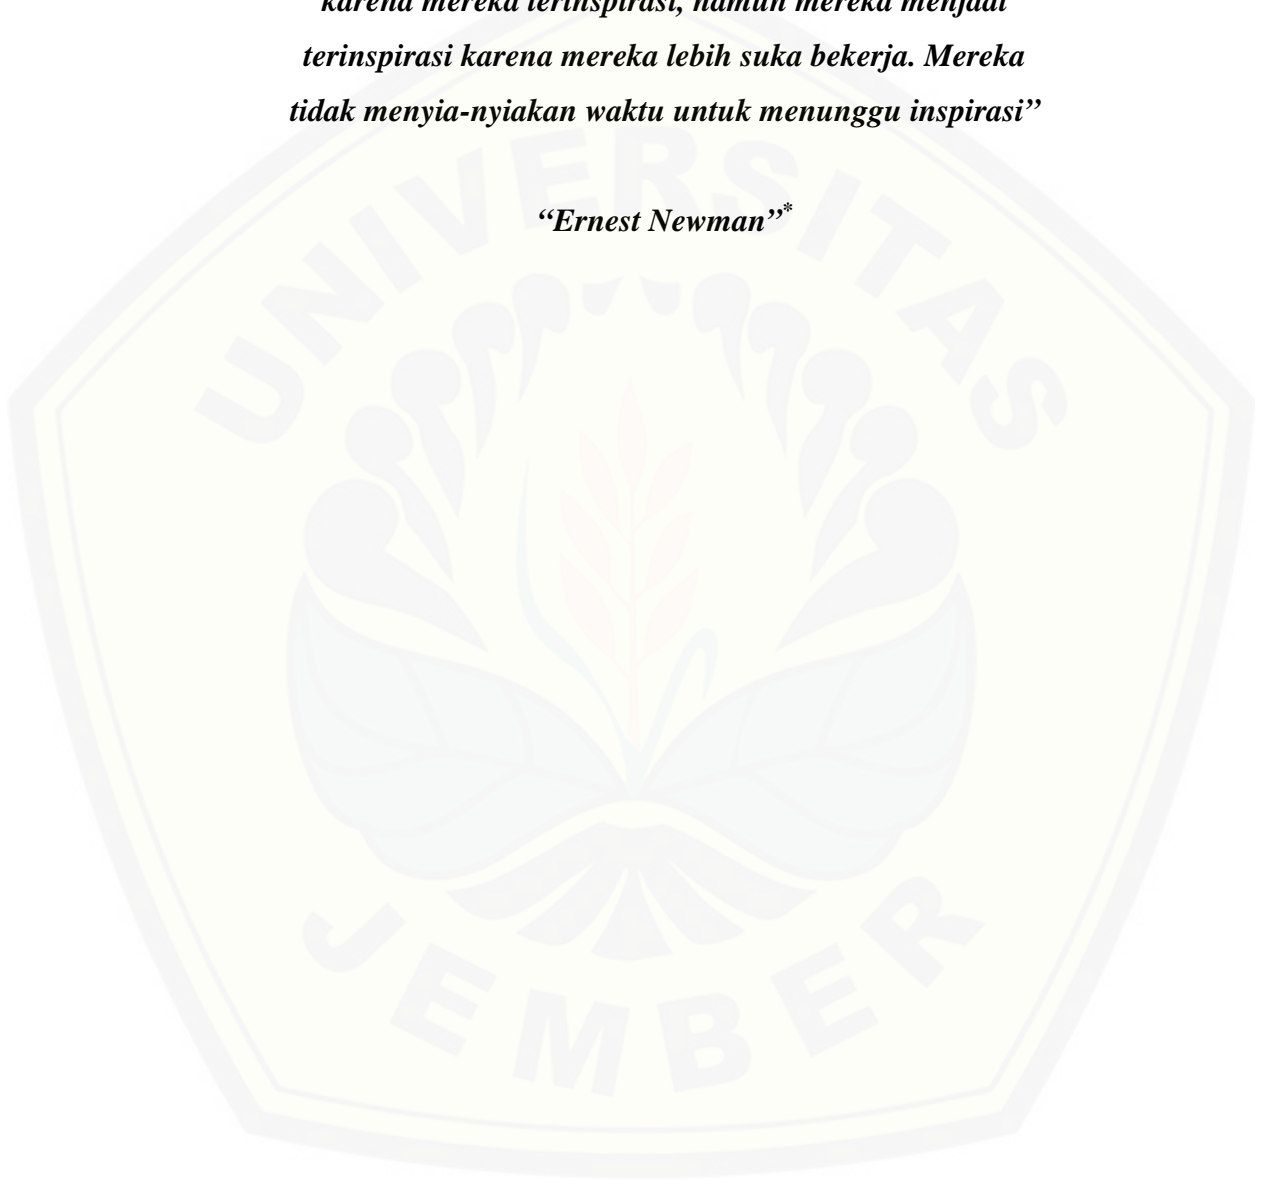 karena mereka terinspirasi, namun mereka menjadi
terinspirasi karena mereka lebih suka bekerja. Mereka
tidak menyia-nyiakan waktu untuk menunggu inspirasi”
“Ernest Newman”*
UNIVERSITAS
JEMBER